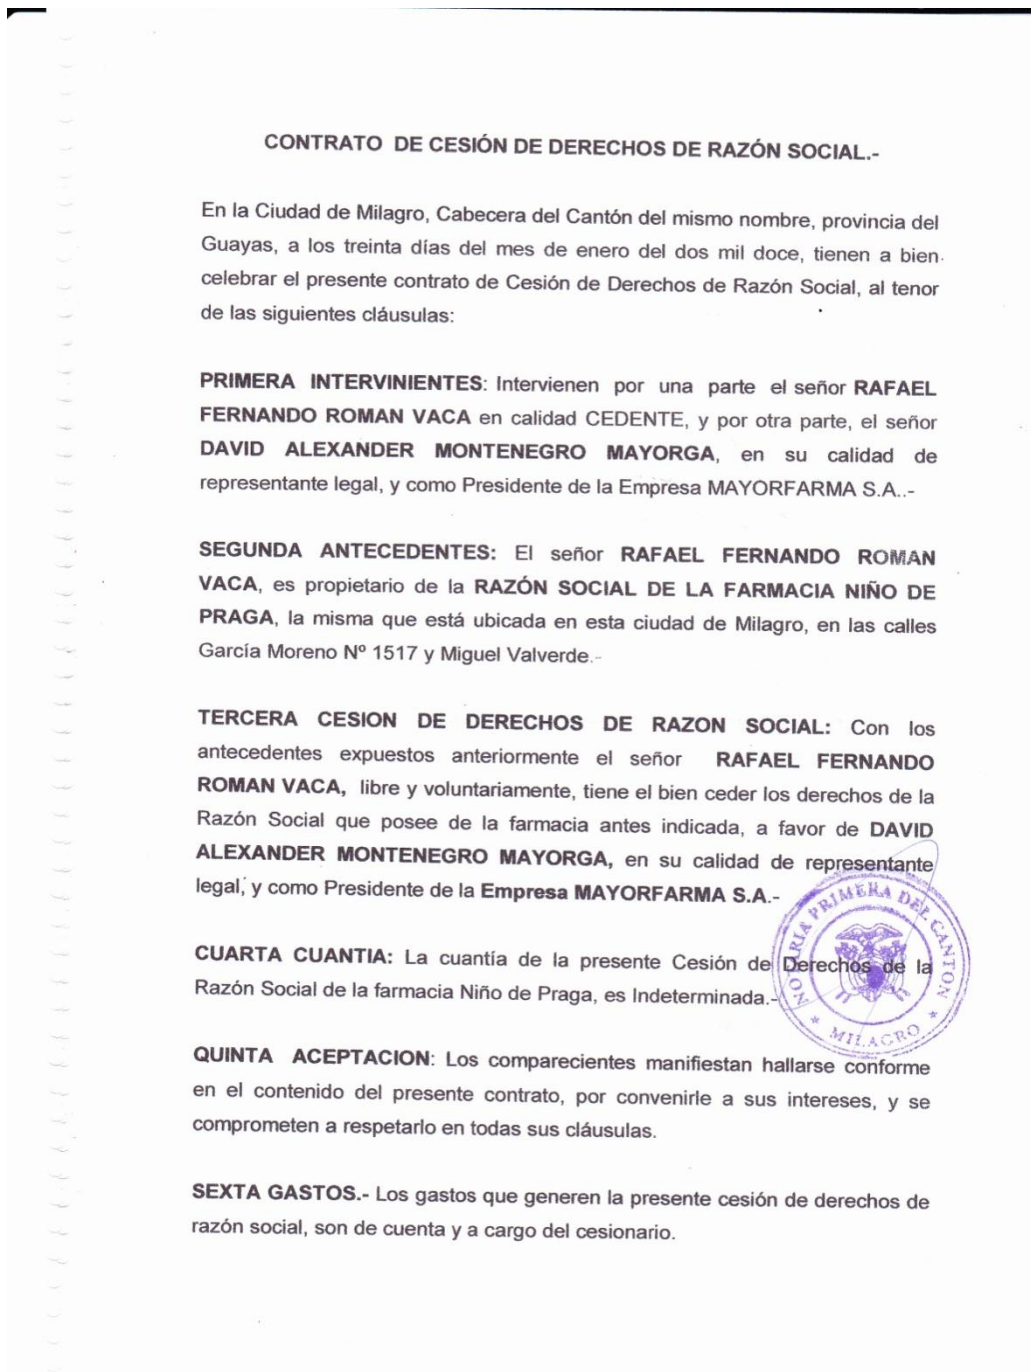 CONTRATO DE CESIÓN DE DERECHOS DE RAZÓN SOCIAL.-
En la Ciudad de Milagro, Cabecera del Cantón del mismo nombre, provincia del
Guayas, a los treinta días del mes de enero del dos mil doce, tienen a bien
celebrar el presente contrato de Cesión de Derechos de Razón Social, al tenor
de las siguientes cláusulas:
PRIMERA INTERVINIENTES: Intervienen por una parte el señor RAFAEL
FERNANDO ROMAN VACA en calidad CEDENTE, y por otra parte, el señor
DAVID ALEXANDER MONTENEGRO MAYORGA, en su calidad de
representante legal, y como Presidente de la Empresa MAYORFARMA S.A..-
SEGUNDA ANTECEDENTES: El señor RAFAEL FERNANDO ROMAN
VACA, es propietario de la RAZÓN SOCIAL DE LA FARMACIA NIÑO DE
PRAGA, la misma que está ubicada en esta ciudad de Milagro, en las calles
García Moreno Nº 1517 y Miguel Valverde.-
TERCERA CESION DE DERECHOS DE RAZON SOCIAL: Con los
antecedentes expuestos anteriormente el señor RAFAEL FERNANDO
ROMAN VACA, libre y voluntariamente, tiene el bien ceder los derechos de la
Razón Social que posee de la farmacia antes indicada, a favor de DAVID
ALEXANDER MONTENEGRO MAYORGA, en su calidad de representante
legal, y como Presidente de la Empresa MAYORFARMA S.A.-
CUARTA CUANTIA: La cuantía de la presente Cesión de Derechos de la
Razón Social de la farmacia Niño de Praga, es Indeterminada.-
NOTARIA PRIMERA DEL CANTON
* MILAGRO *
QUINTA ACEPTACION: Los comparecientes manifiestan hallarse conforme
en el contenido del presente contrato, por convenirle a sus intereses, y se
comprometen a respetarlo en todas sus cláusulas.
SEXTA GASTOS.- Los gastos que generen la presente cesión de derechos de
razón social, son de cuenta y a cargo del cesionario.